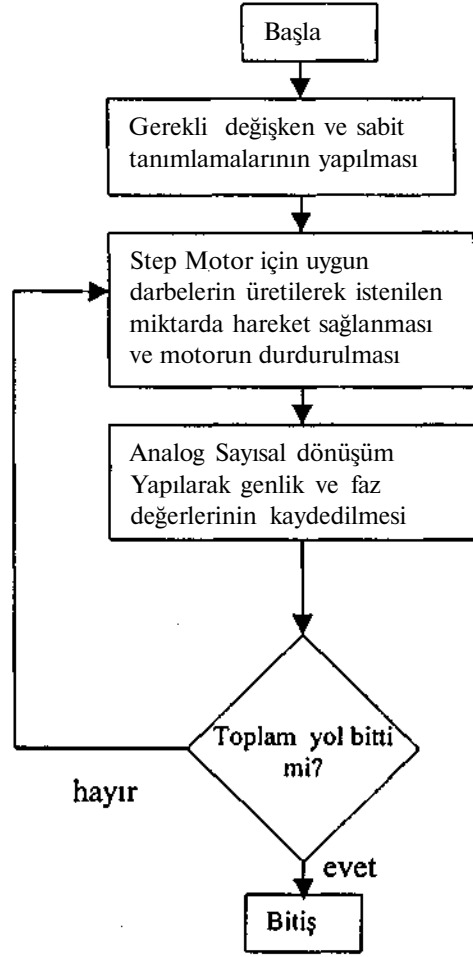 Başla
Gerekli değişken ve sabit
tanımlamalarının yapılması
Step Motor için uygun
darbelerin üretilerek istenilen
miktarda hareket sağlanması
ve motorun durdurulması
Analog Sayısal dönüşüm
Yapılarak genlik ve faz
değerlerinin kaydedilmesi
Toplam yol bitti
mi?
hayır
evet
Bitiş